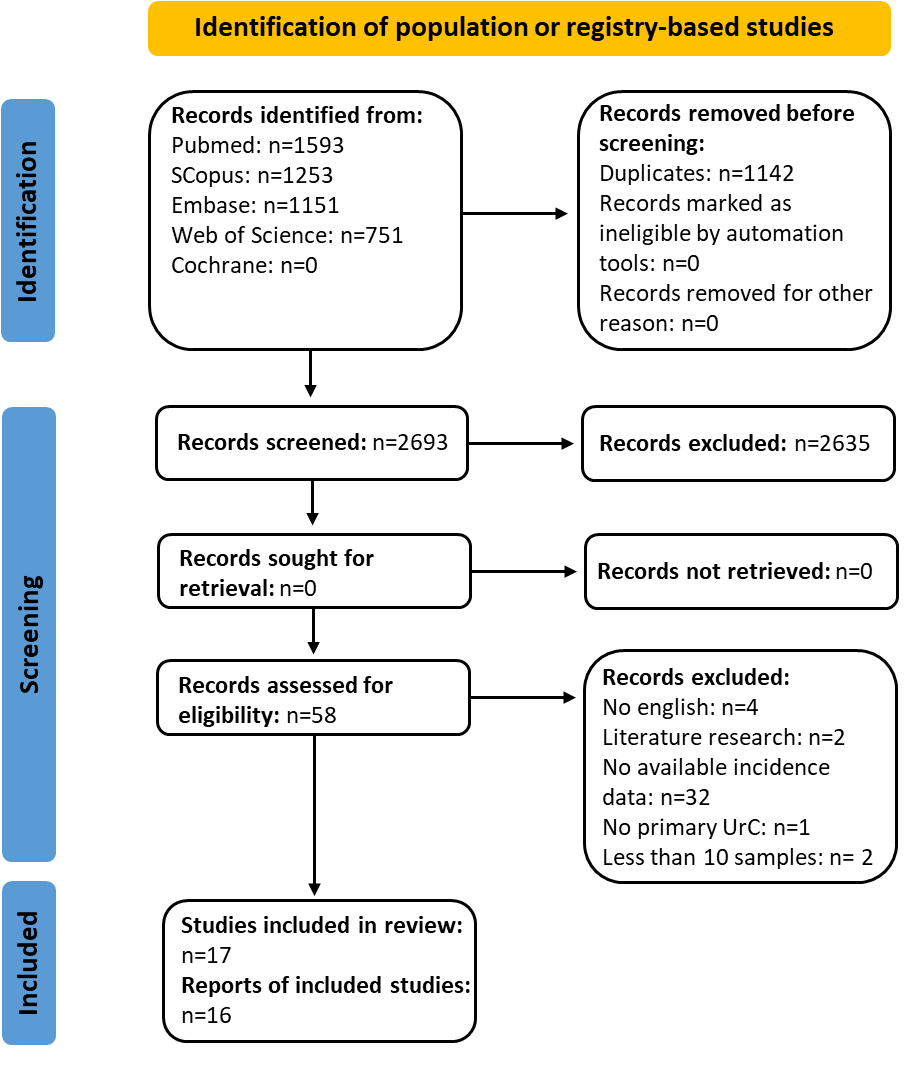 Identification of population or registry-based studies
Identification
Records identified from:
Pubmed: n=1593
SCopus: n=1253
Embase: n=1151
Web of Science: n=751
Cochrane: n=0
Records removed before
screening:
Duplicates: n=1142
Records marked as
ineligible by automation
tools: n=0
Records removed for other
reason: n=0
Screening
Records screened: n=2693
Records excluded: n=2635
Records sought for
retrieval: n=0
Records not retrieved: n=0
Records assessed for
eligibility: n=58
Records excluded:
No english: n=4
Literature research: n=2
No available incidence
data: n=32
No primary UrC: n=1
Less than 10 samples: n= 2
Included
Studies included in review:
n=17
Reports of included studies:
n=16